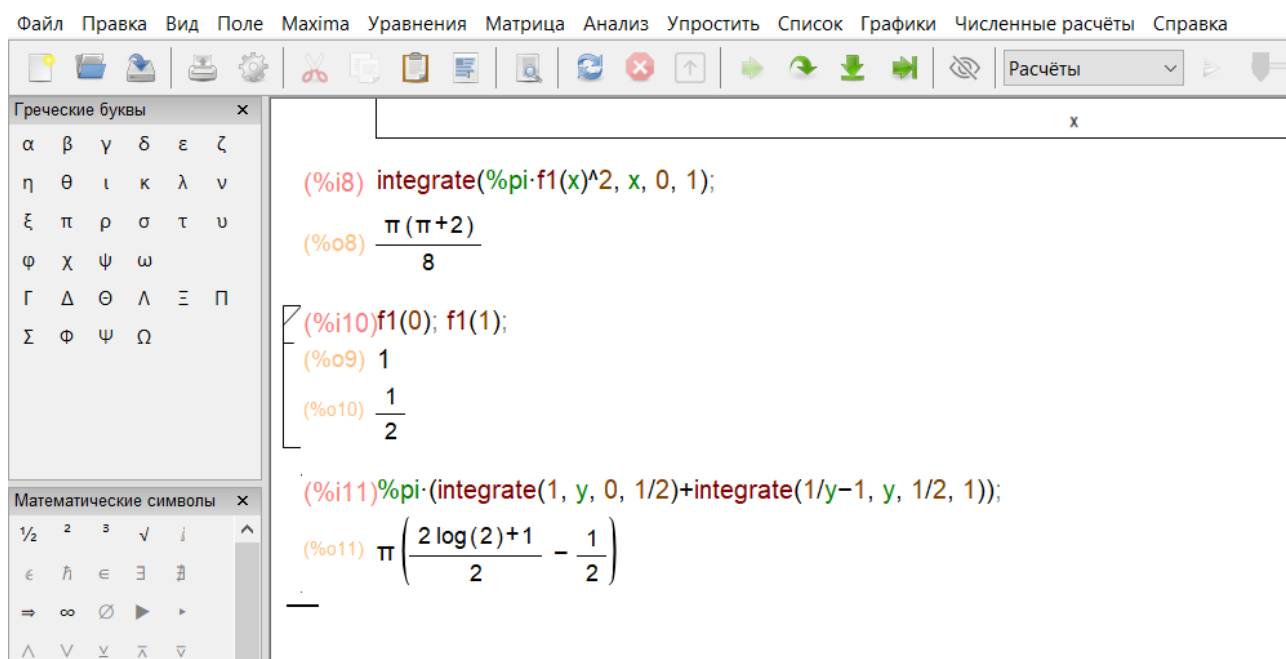 Файл Правка Вид Поле Maxima Уравнения Матрица Анализ Упростить Список Графики Численные расчёты Справка
Расчёты
Греческие буквы ×
α β γ δ ε ζ
η θ ι κ λ ν
ξ π ρ σ τ υ
φ χ ψ ω
Γ Δ Θ Λ Ξ Π
Σ Φ Ψ Ω
Математические символы ×
½ ² ³ √ ⅈ
ϵ ℏ ∈ ∃ ∄
⇒ ∞ ∅ ▶ ‣
∧ ∨ ⊻ ⊼ ⊽
x
(%i8) integrate(%pi·f1(x)^2, x, 0, 1);
(%o8) π(π+2)
8
(%i10) f1(0); f1(1);
(%o9) 1
(%o10) 1
2
(%i11) %pi·(integrate(1, y, 0, 1/2)+integrate(1/y−1, y, 1/2, 1));
(%o11) π(2 log(2)+1 − 1)
2 2